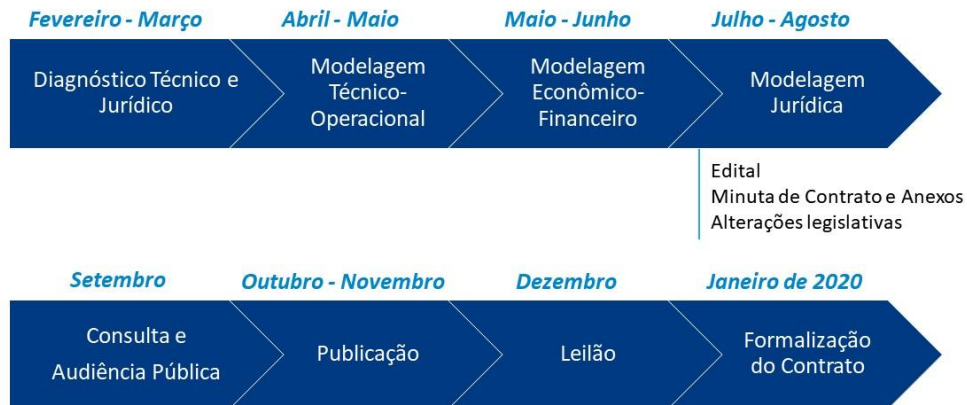 Fevereiro - Março
Abril - Maio
Maio - Junho
Julho - Agosto
Diagnóstico Técnico e
Jurídico
Modelagem
Técnico-
Operacional
Modelagem
Econômico-
Financeiro
Modelagem
Jurídica
Edital
Minuta de Contrato e Anexos
Alterações legislativas
Setembro
Outubro - Novembro
Dezembro
Janeiro de 2020
Consulta e
Audiência Pública
Publicação
Leilão
Formalização
do Contrato